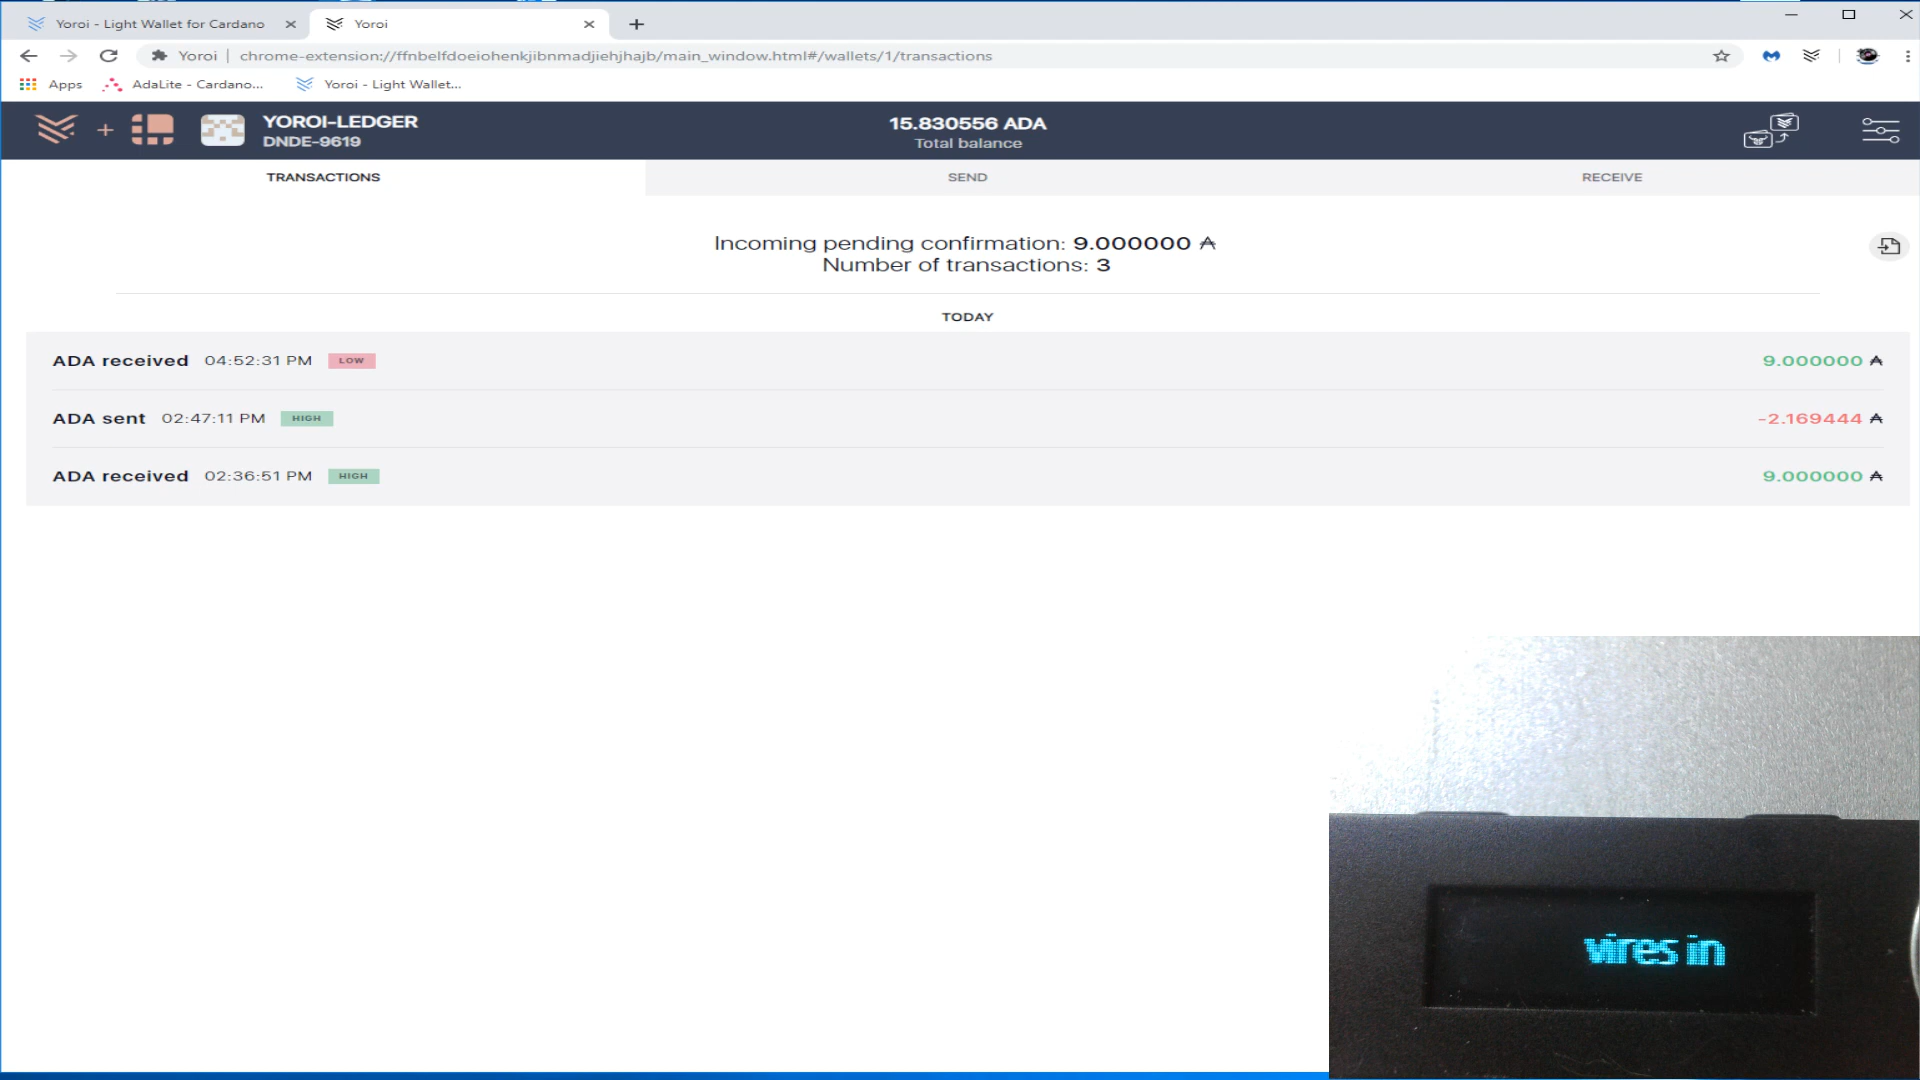 Yoroi - Light Wallet for Cardano
Yoroi
Yoroi | chrome-extension://ffnbelfdoeiohenkjibnmadjiehjhajb/main_window.html#/wallets/1/transactions
Apps AdaLite - Cardano... Yoroi - Light Wallet...
YOROI-LEDGER
DNDE-9619
15.830556 ADA
Total balance
TRANSACTIONS SEND RECEIVE
Incoming pending confirmation: 9.000000
Number of transactions: 3
TODAY
ADA received 04:52:31 PM LOW 9.000000
ADA sent 02:47:11 PM HIGH -2.169444
ADA received 02:36:51 PM HIGH 9.000000
vires in